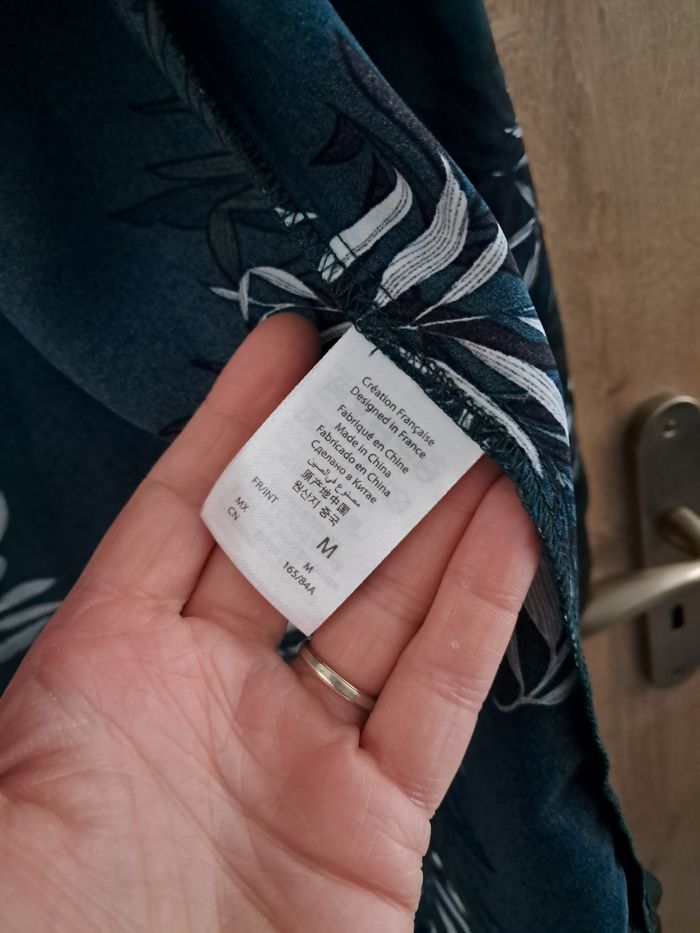 Création Française
Designed in France
Fabriqué en Chine
Made in China
Fabricado en China
Сделано в Китае
مصنوع في الصين
原产地中国
원산지 중국
FR/INT M
MX M
CN 165/84A